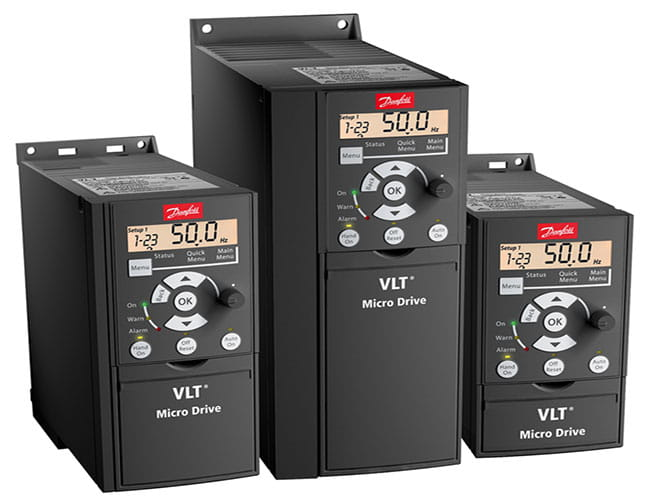 Danfoss
Setup 1
1-23 50.0 Hz
Status Quick Menu Main Menu
Menu
Back
OK
On
Warn
Alarm
Hand On
Off Reset
Auto On
VLT®
Micro Drive
Danfoss
Setup 1
1-23 50.0 Hz
Status Quick Menu Main Menu
Menu
Back
OK
On
Warn
Alarm
Hand On
Off Reset
Auto On
VLT®
Micro Drive
Danfoss
Setup 1
1-23 50.0 Hz
Status Quick Menu Main Menu
Menu
Back
OK
On
Warn
Alarm
Hand On
Off Reset
Auto On
VLT®
Micro Drive